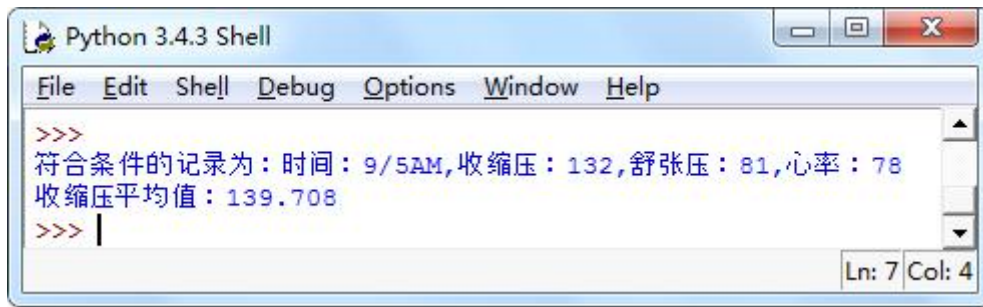 Python 3.4.3 Shell
File Edit Shell Debug Options Window Help
>>>
符合条件的记录为：时间：9/5AM,收缩压：132,舒张压：81,心率：78
收缩压平均值：139.708
>>>
Ln: 7 Col: 4